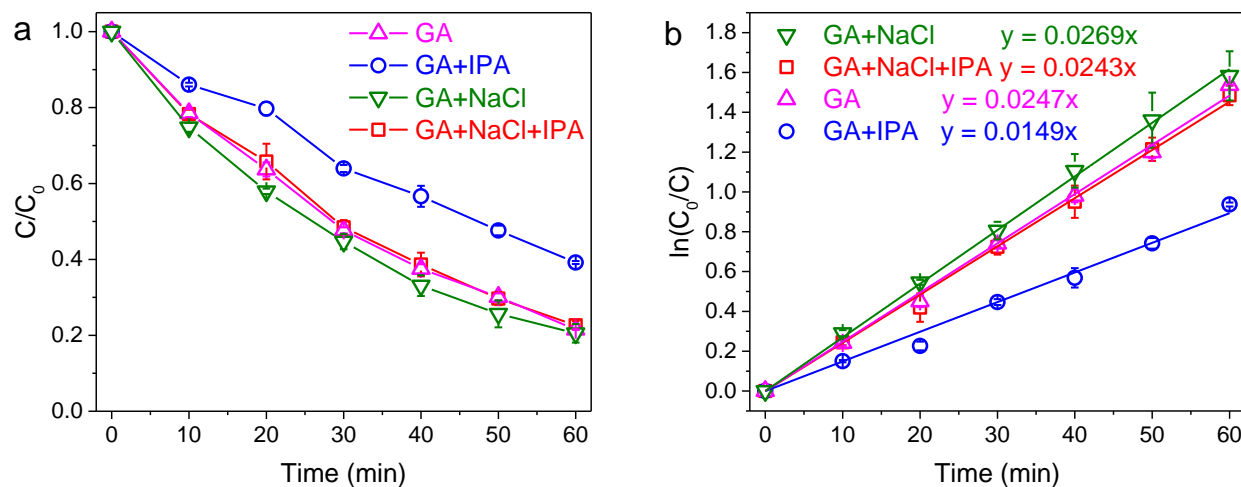 a
GA
GA+IPA
GA+NaCl
GA+NaCl+IPA
C/C0
1.0
0.8
0.6
0.4
0.2
0.0
0 10 20 30 40 50 60
Time (min)
b
GA+NaCl y = 0.0269x
GA+NaCl+IPA y = 0.0243x
GA y = 0.0247x
GA+IPA y = 0.0149x
ln(C0/C)
1.8
1.6
1.4
1.2
1.0
0.8
0.6
0.4
0.2
0.0
0 10 20 30 40 50 60
Time (min)